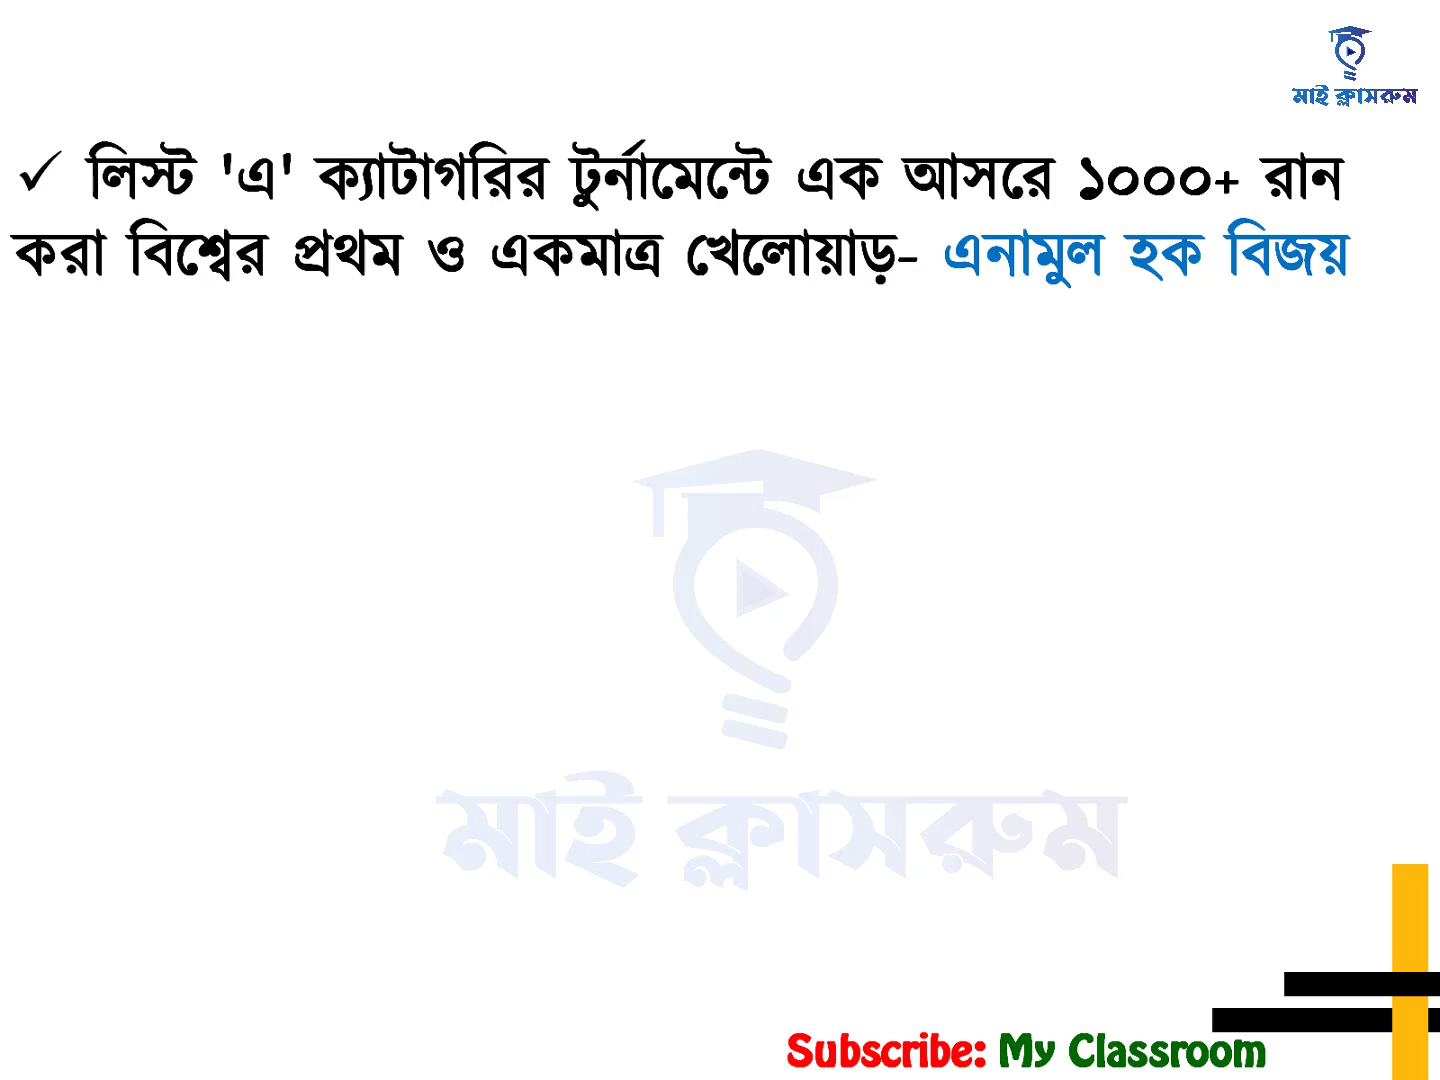 মাই ক্লাসরুম
✓ লিস্ট 'এ' ক্যাটাগরির টুর্নামেন্টে এক আসরে ১০০০+ রান
করা বিশ্বের প্রথম ও একমাত্র খেলোয়াড়- এনামুল হক বিজয়
মাই ক্লাসরুম
Subscribe: My Classroom